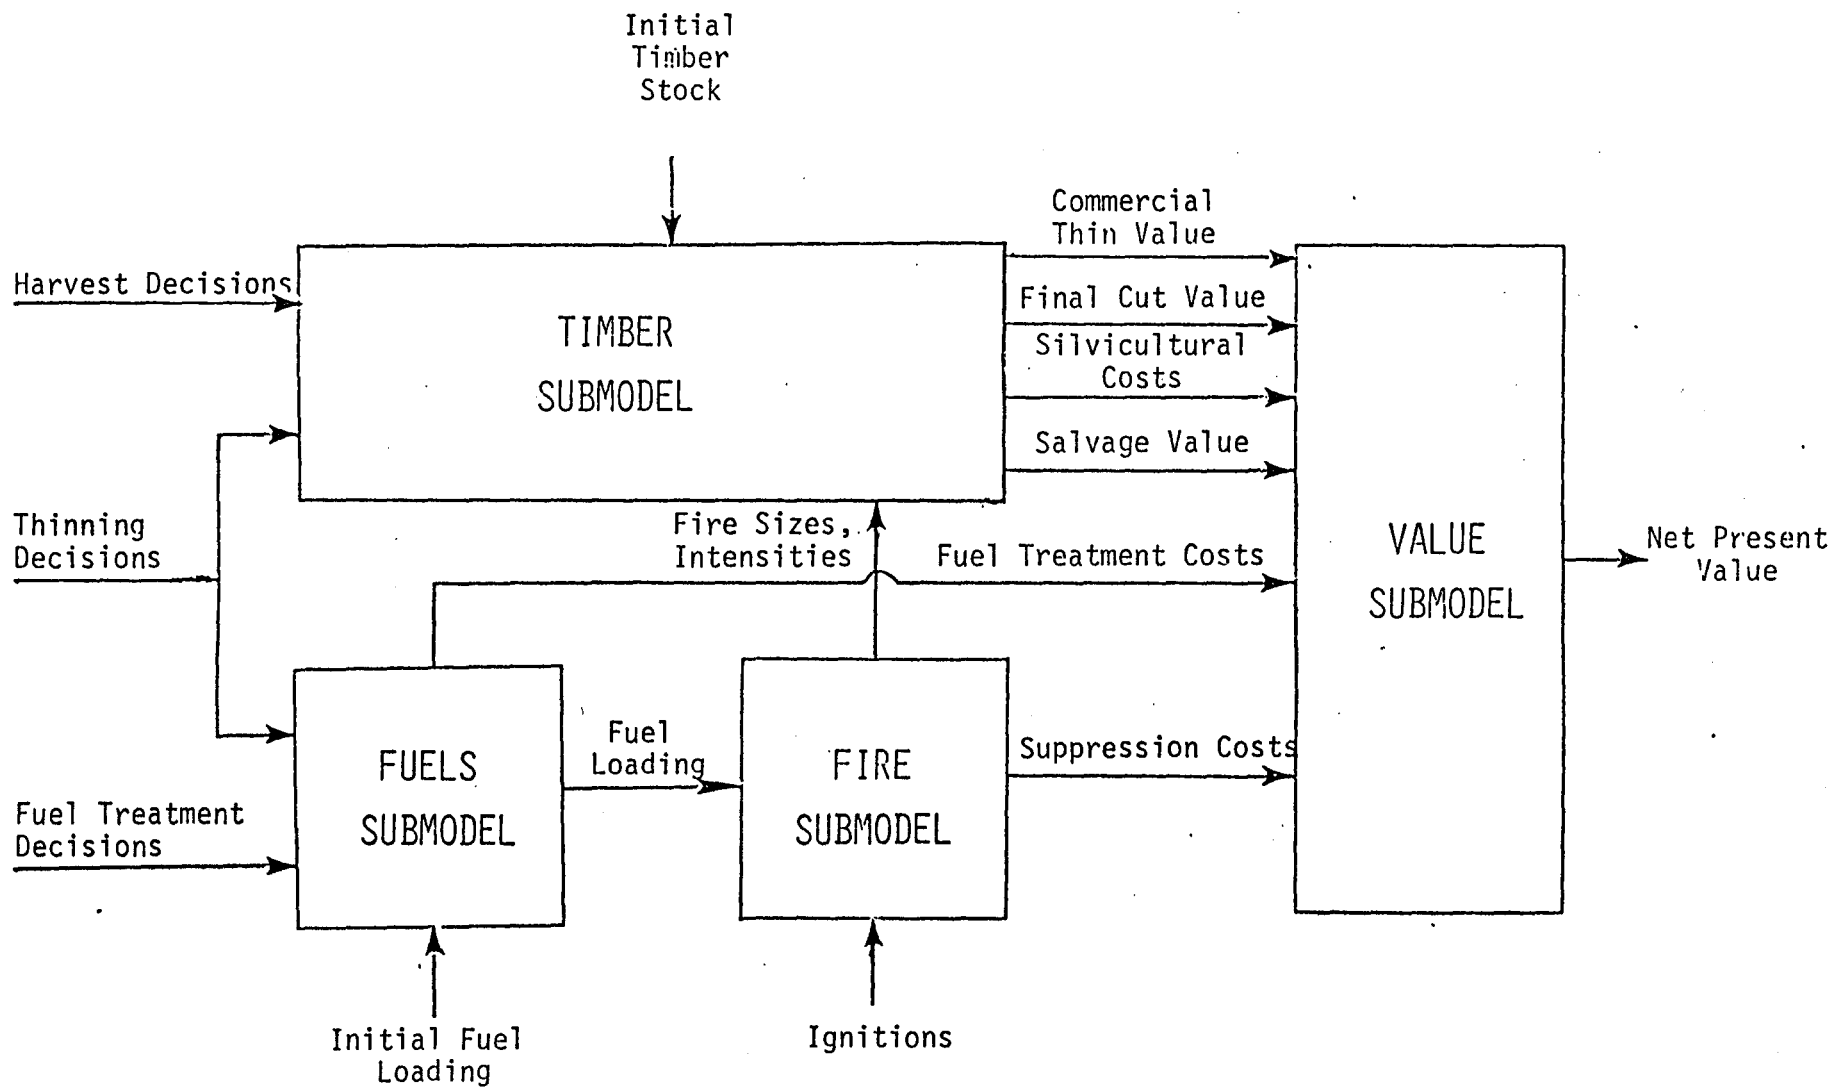 Initial
Timber
Stock
Commercial
Thin Value
Harvest Decisions
Final Cut Value
TIMBER
SUBMODEL
Silvicultural
Costs
Salvage Value
Thinning
Decisions
Fire Sizes,
Intensities
Fuel Treatment Costs
VALUE
SUBMODEL
Net Present
Value
Fuel
Loading
Suppression Costs
FUELS
SUBMODEL
FIRE
SUBMODEL
Fuel Treatment
Decisions
Initial Fuel
Loading
Ignitions